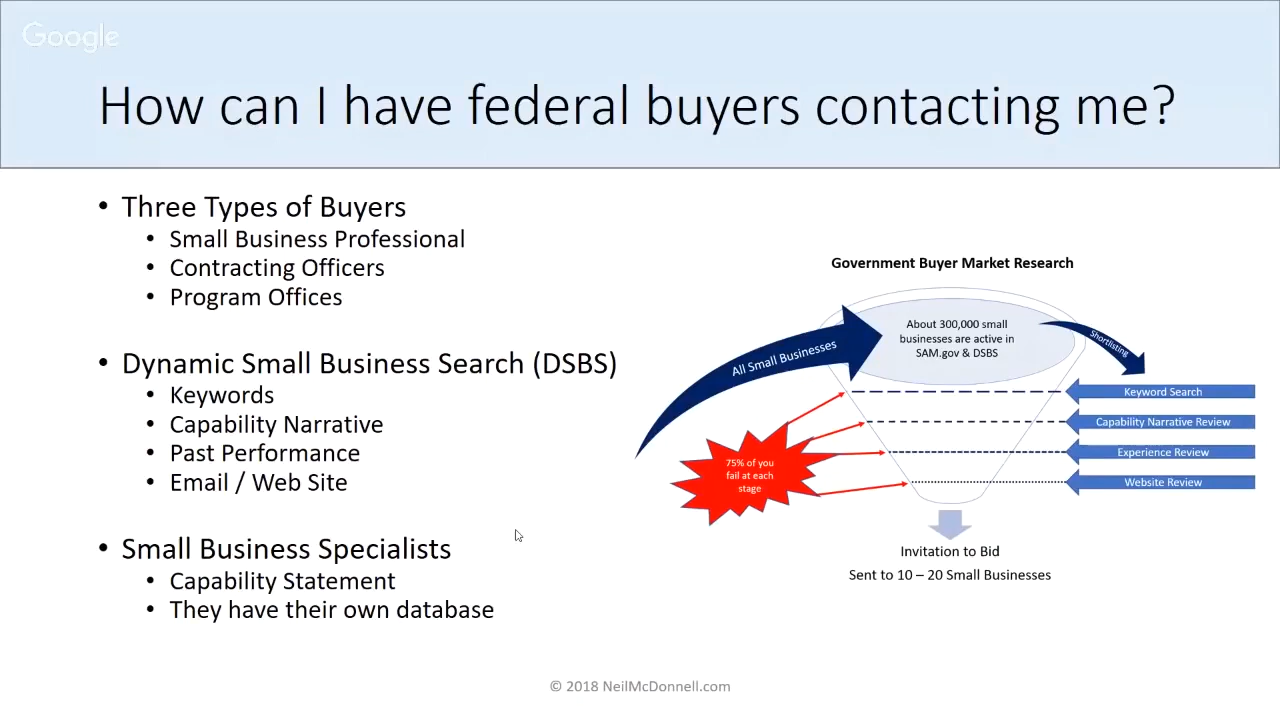 Google
How can I have federal buyers contacting me?
• Three Types of Buyers
• Small Business Professional
• Contracting Officers
• Program Offices
• Dynamic Small Business Search (DSBS)
• Keywords
• Capability Narrative
• Past Performance
• Email / Web Site
• Small Business Specialists
• Capability Statement
• They have their own database
Government Buyer Market Research
All Small Businesses
About 300,000 small
businesses are active in
SAM.gov & DSBS
Shortlisting
Keyword Search
Capability Narrative Review
Experience Review
Website Review
75% of you
fail at each
stage
Invitation to Bid
Sent to 10 – 20 Small Businesses
© 2018 NeilMcDonnell.com